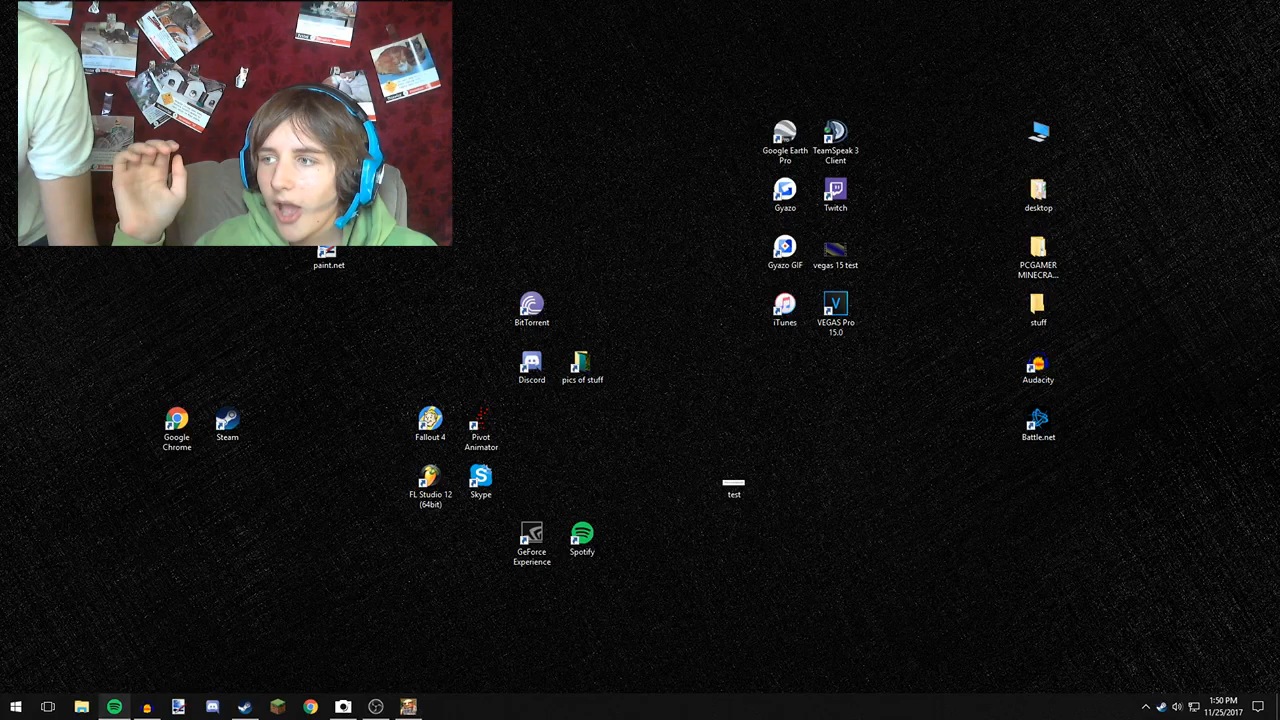 Google Earth
Pro
TeamSpeak 3
Client
Gyazo
Twitch
desktop
paint.net
Gyazo GIF
vegas 15 test
PCGAMER
MINECRA...
BitTorrent
iTunes
VEGAS Pro
15.0
stuff
Discord
pics of stuff
Audacity
Google
Chrome
Steam
Fallout 4
Pivot
Animator
Battle.net
FL Studio 12
(64bit)
Skype
test
GeForce
Experience
Spotify
1:50 PM
11/25/2017